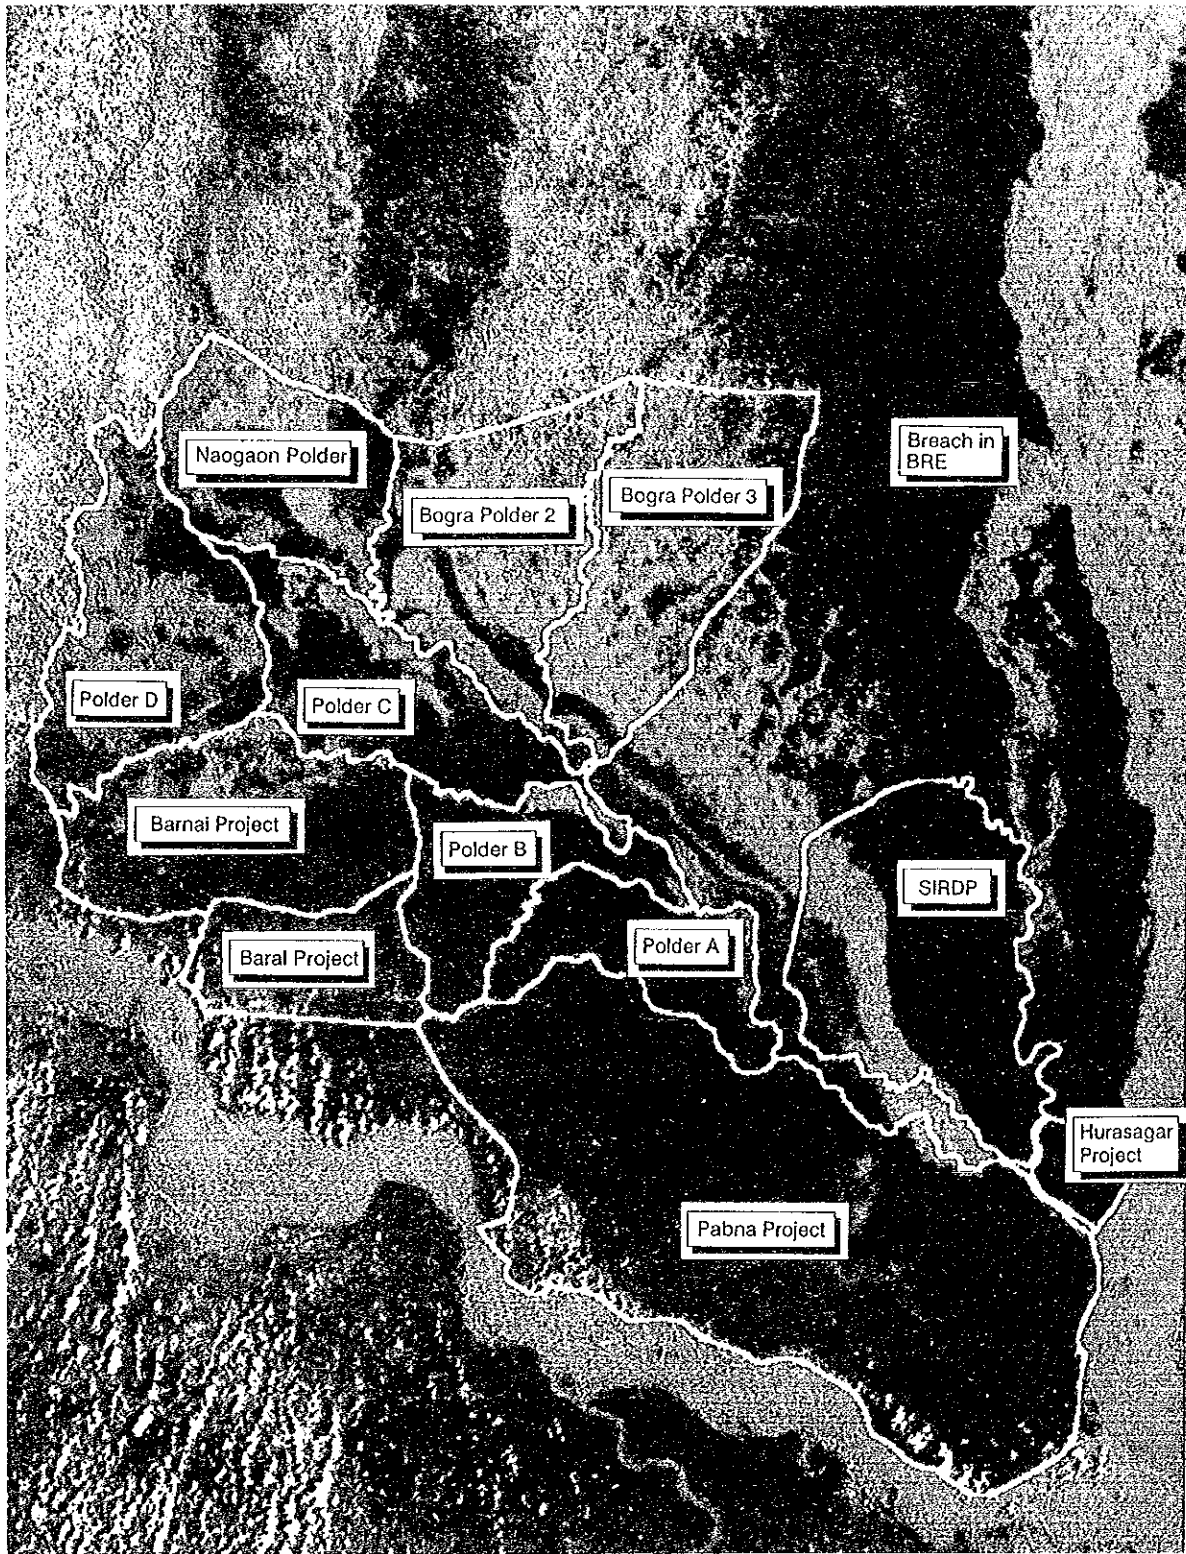 Naogaon Polder
Breach in
BRE
Bogra Polder 2
Bogra Polder 3
Polder D
Polder C
Barnai Project
Polder B
SIRDP
Baral Project
Polder A
Hurasagar
Project
Pabna Project